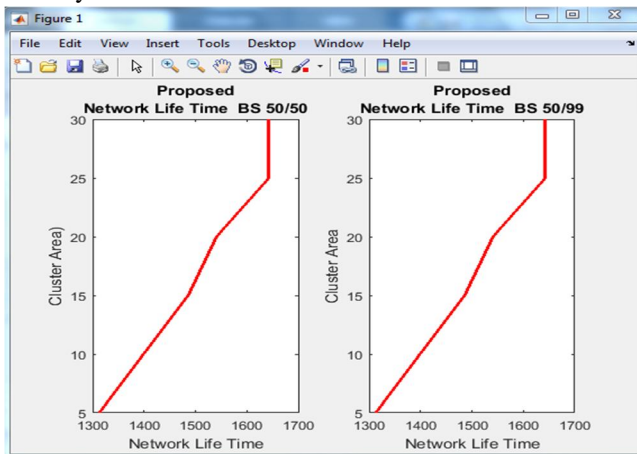 Figure 1
File Edit View Insert Tools Desktop Window Help
Proposed
Network Life Time BS 50/50
30
25
20
15
10
5
Cluster Area)
1300 1400 1500 1600 1700
Network Life Time
Proposed
Network Life Time BS 50/99
30
25
20
15
10
5
Cluster Area
1300 1400 1500 1600 1700
Network Life Time